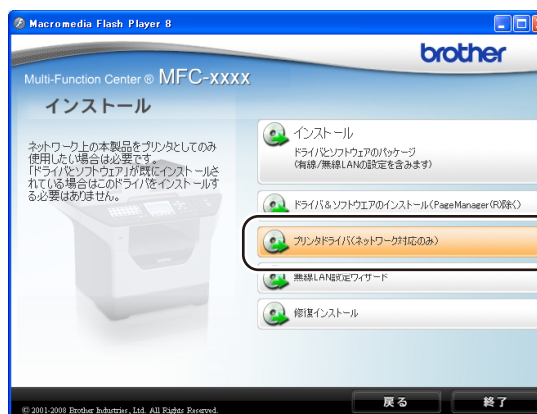 Macromedia Flash Player 8
brother
Multi-Function Center® MFC-xxxx
インストール
ネットワーク上の本製品をプリンタとしてのみ
使用したい場合は必要です。
「ドライバとソフトウェア」が既にインストールさ
れている場合はこのドライバをインストールす
る必要はありません。
インストール
ドライバとソフトウェアのパッケージ
(有線/無線LANの設定を含みます)
ドライバ&ソフトウエアのインストール(PageManager(R)除く)
プリンタドライバ(ネットワーク対応のみ)
無線LAN設定ウィザード
修復インストール
© 2001-2008 Brother Industries, Ltd. All Rights Reserved.
戻る
終了